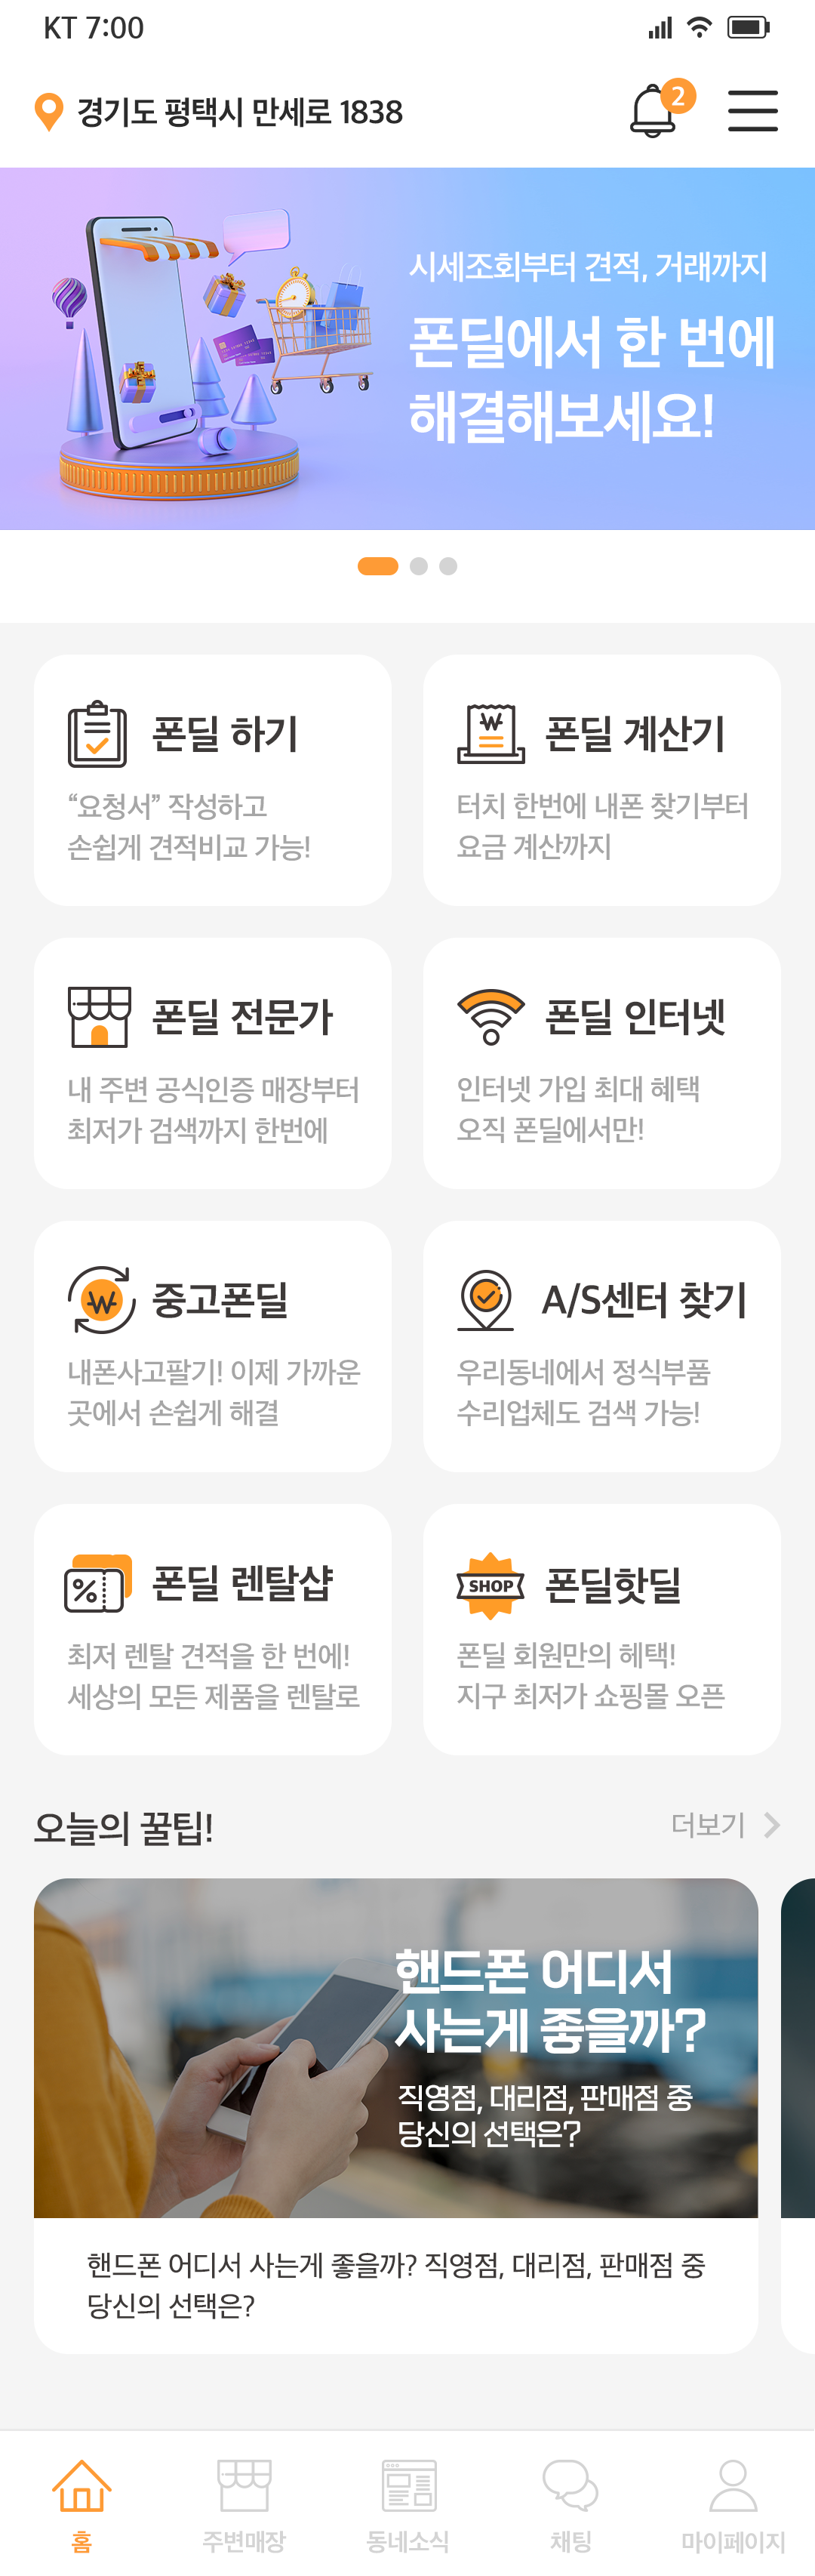 KT 7:00
경기도 평택시 만세로 1838
2
시세조회부터 견적, 거래까지
폰딜에서 한 번에
해결해보세요!
폰딜 하기
“요청서” 작성하고
손쉽게 견적비교 가능!
폰딜 계산기
터치 한번에 내폰 찾기부터
요금 계산까지
폰딜 전문가
내 주변 공식인증 매장부터
최저가 검색까지 한번에
폰딜 인터넷
인터넷 가입 최대 혜택
오직 폰딜에서만!
중고폰딜
내폰사고팔기! 이제 가까운
곳에서 손쉽게 해결
A/S센터 찾기
우리동네에서 정식부품
수리업체도 검색 가능!
폰딜 렌탈샵
최저 렌탈 견적을 한 번에!
세상의 모든 제품을 렌탈로
SHOP
폰딜핫딜
폰딜 회원만의 헤택!
지구 최저가 쇼핑몰 오픈
오늘의 꿀팁!
더보기
핸드폰 어디서
사는게 좋을까?
직영점, 대리점, 판매점 중
당신의 선택은?
핸드폰 어디서 사는게 좋을까? 직영점, 대리점, 판매점 중
당신의 선택은?
홈
주변매장
동네소식
채팅
마이페이지